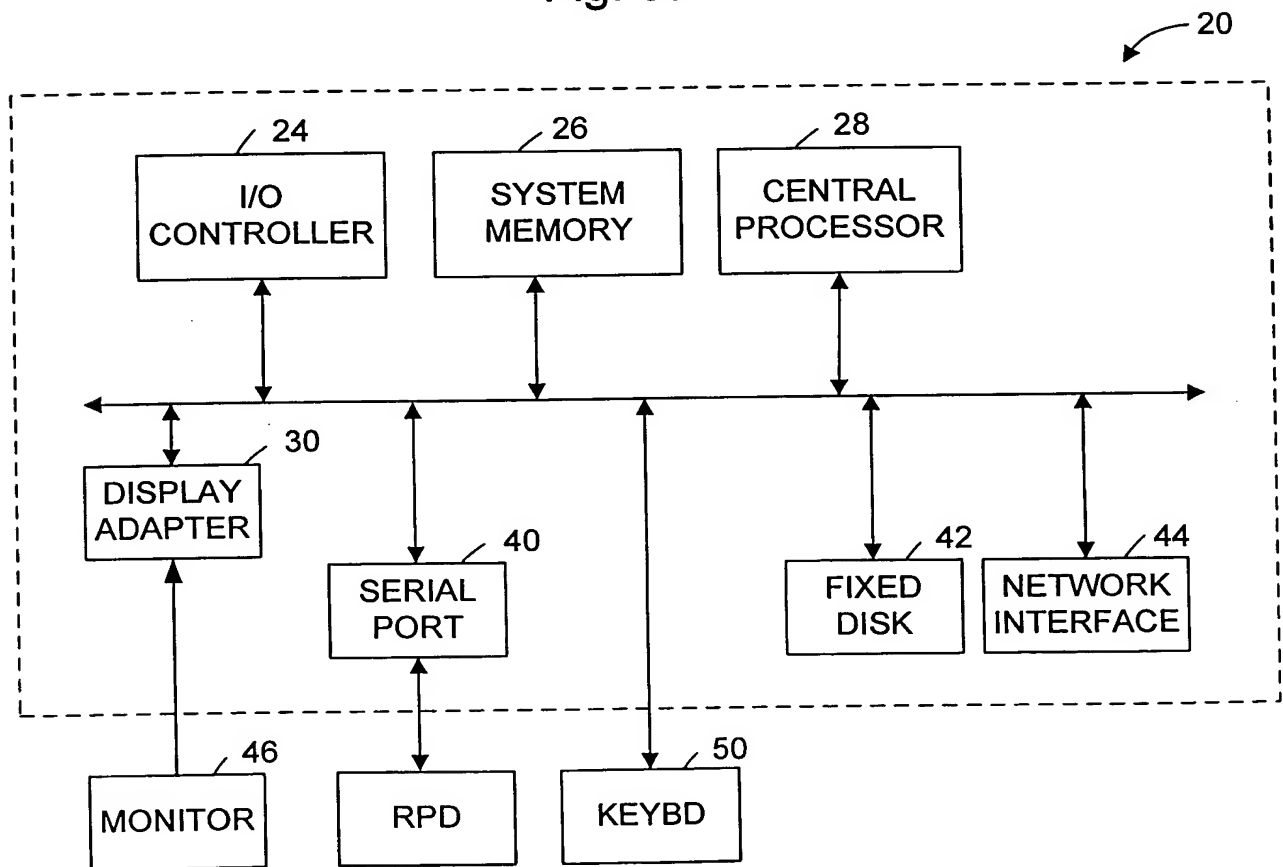 20
24
26
28
I/O
CONTROLLER
SYSTEM
MEMORY
CENTRAL
PROCESSOR
30
DISPLAY
ADAPTER
40
SERIAL
PORT
42
FIXED
DISK
44
NETWORK
INTERFACE
46
MONITOR
RPD
50
KEYBD